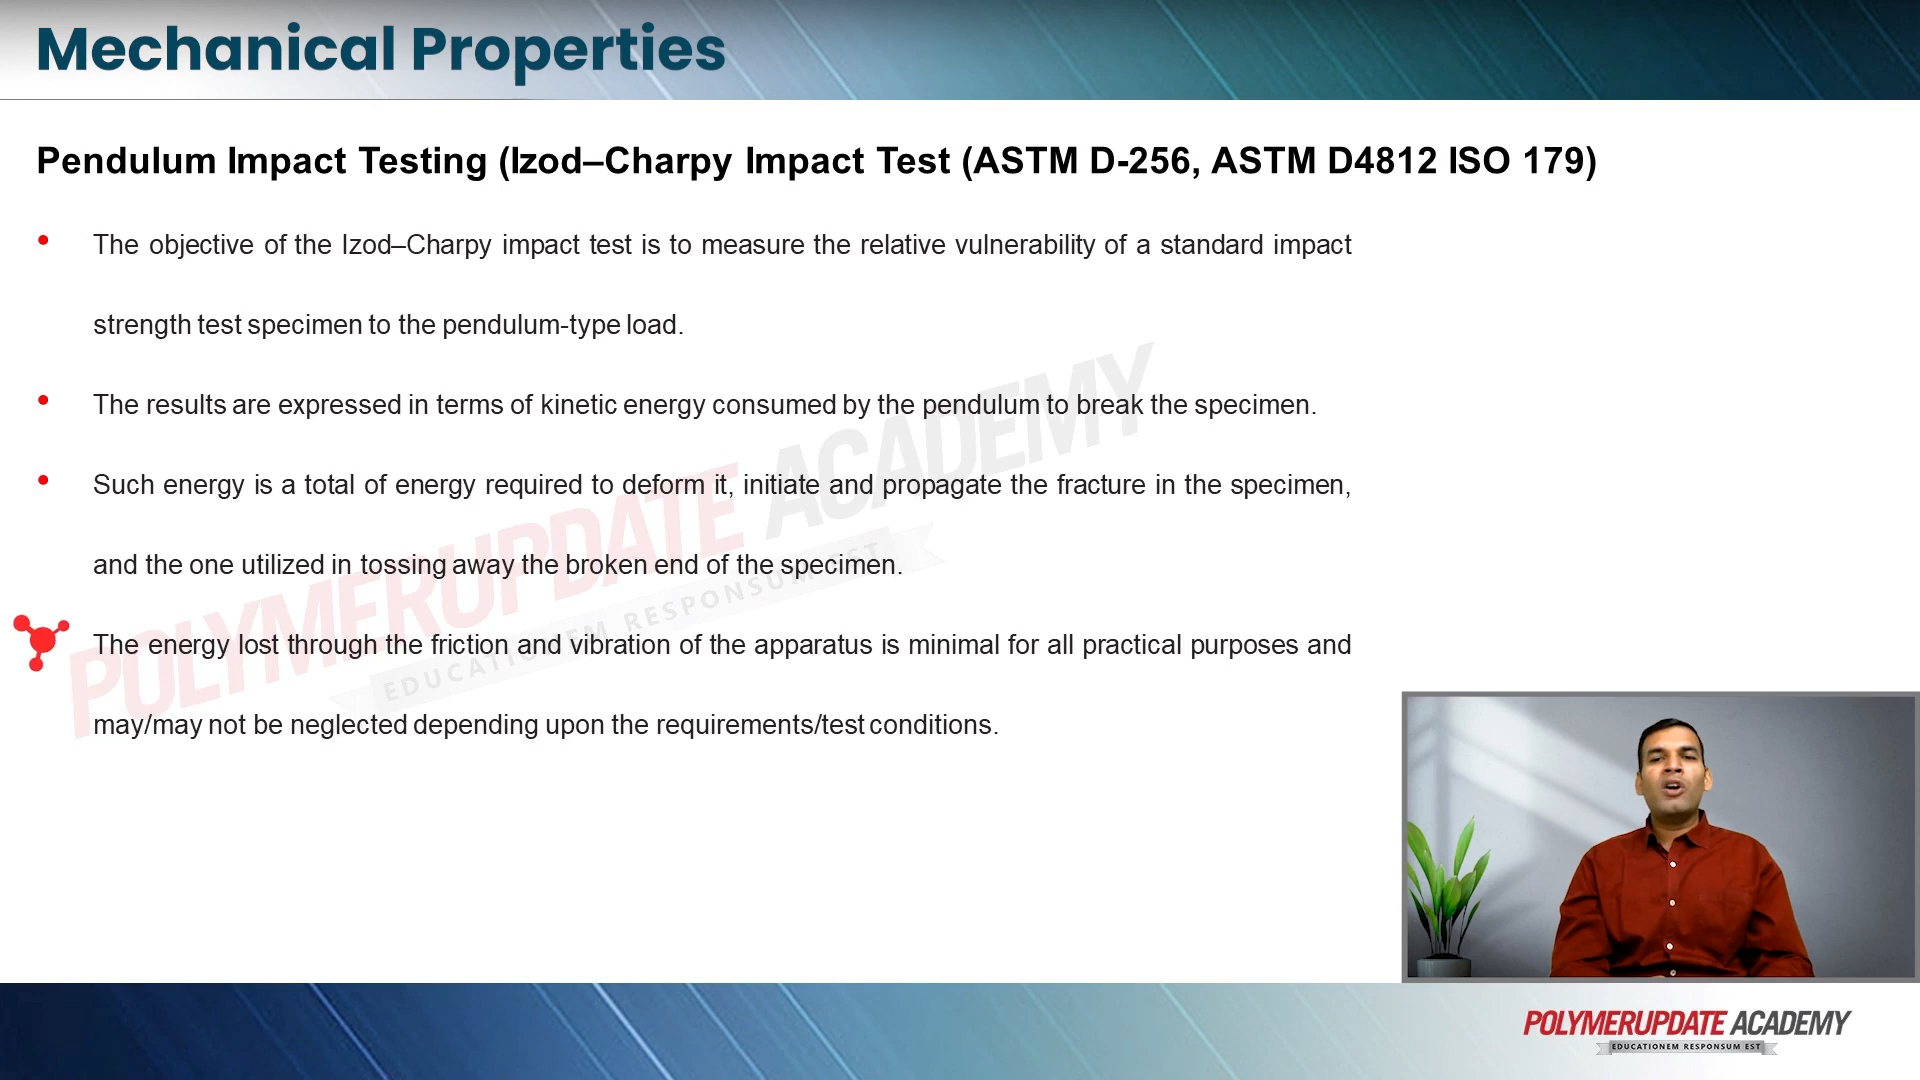 Mechanical Properties
Pendulum Impact Testing (Izod–Charpy Impact Test (ASTM D-256, ASTM D4812 ISO 179)
• The objective of the Izod–Charpy impact test is to measure the relative vulnerability of a standard impact
strength test specimen to the pendulum-type load.
• The results are expressed in terms of kinetic energy consumed by the pendulum to break the specimen.
• Such energy is a total of energy required to deform it, initiate and propagate the fracture in the specimen,
and the one utilized in tossing away the broken end of the specimen.
The energy lost through the friction and vibration of the apparatus is minimal for all practical purposes and
may/may not be neglected depending upon the requirements/test conditions.
POLYMERUPDATE ACADEMY
EDUCATIONEM RESPONSUM EST
POLYMERUPDATE ACADEMY
EDUCATIONEM RESPONSUM EST